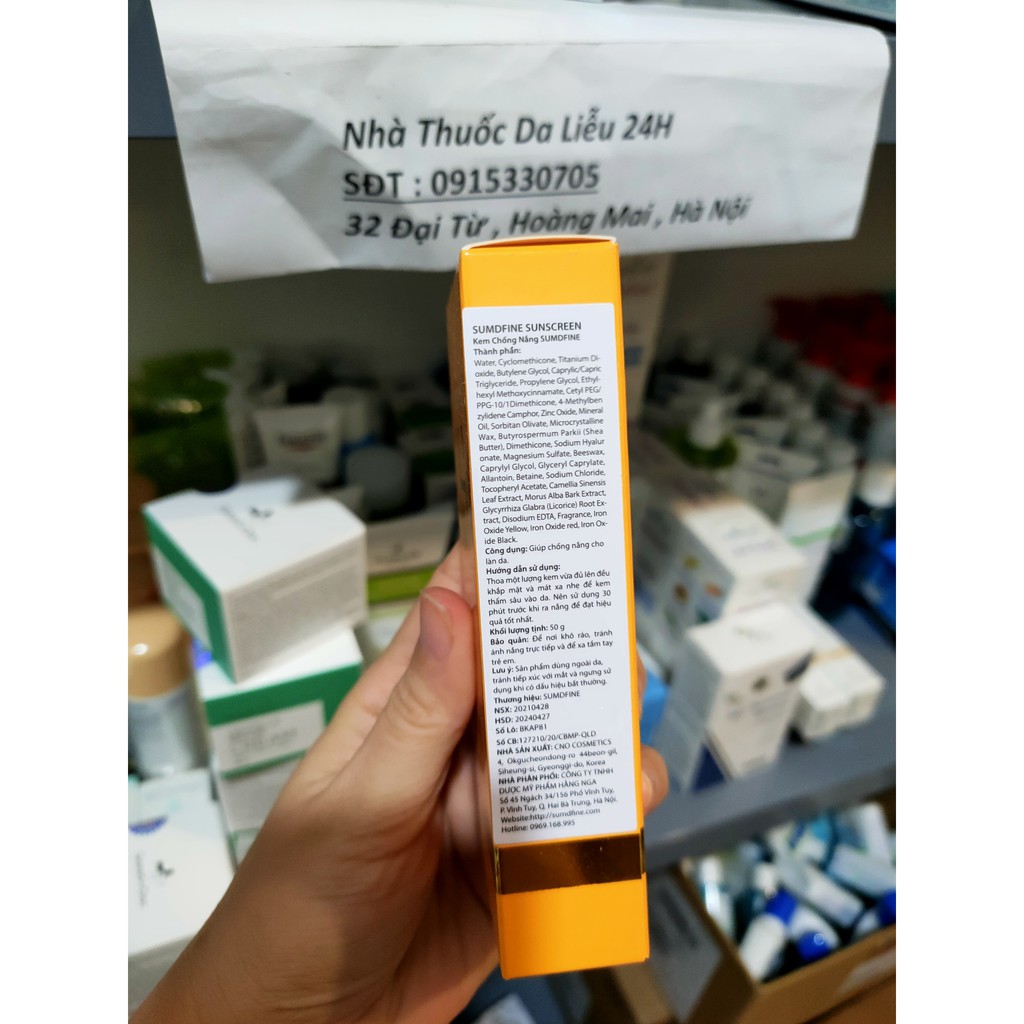 Nhà Thuốc Da Liễu 24H
SĐT : 0915330705
32 Đại Từ , Hoàng Mai , Hà Nội
SUMDFINE SUNSCREEN
Kem Chống Nắng SUMDFINE
Thành phần:
Water, Cyclomethicone, Titanium Di-
oxide, Butylene Glycol, Caprylic/Capric
Triglyceride, Propylene Glycol, Ethyl-
hexyl Methoxycinnamate, Cetyl PEG/
PPG-10/1Dimethicone, 4-Methylben
zylidene Camphor, Zinc Oxide, Mineral
Oil, Sorbitan Olivate, Microcrystalline
Wax, Butyrospermum Parkii (Shea
Butter), Dimethicone, Sodium Hyalur
onate, Magnesium Sulfate, Beeswax,
Caprylyl Glycol, Glyceryl Caprylate,
Allantoin, Betaine, Sodium Chloride,
Tocopheryl Acetate, Camellia Sinensis
Leaf Extract, Morus Alba Bark Extract,
Glycyrrhiza Glabra (Licorice) Root Ex-
tract, Disodium EDTA, Fragrance, Iron
Oxide Yellow, Iron Oxide red, Iron Ox-
ide Black.
Công dụng: Giúp chống nắng cho
làn da.
Hướng dẫn sử dụng:
Thoa một lượng kem vừa đủ lên đều
khắp mặt và mát xa nhẹ để kem
thấm sâu vào da. Nên sử dụng 30
phút trước khi ra nắng để đạt hiệu
quả tốt nhất.
Khối lượng tịnh: 50 g
Bảo quản: Để nơi khô ráo, tránh
ánh nắng trực tiếp và để xa tầm tay
trẻ em.
Lưu ý: Sản phẩm dùng ngoài da,
tránh tiếp xúc với mắt và ngưng sử
dụng khi có dấu hiệu bất thường.
Thương hiệu: SUMDFINE
NSX: 20210428
HSD: 20240427
Số Lô: BKAP81
Số CB:127210/20/CBMP-QLD
NHÀ SẢN XUẤT: CNO COSMETICS
4, Okgucheondong-ro 44beon-gil,
Siheung-si, Gyeonggi-do, Korea
NHÀ PHÂN PHỐI: CÔNG TY TNHH
DƯỢC MỸ PHẨM HẰNG NGA
Số 45 Ngách 34/156 Phố Vĩnh Tuy,
P. Vĩnh Tuy, Q. Hai Bà Trưng, Hà Nội.
Website:http://sumdfine.com
Hotline: 0969.168.995